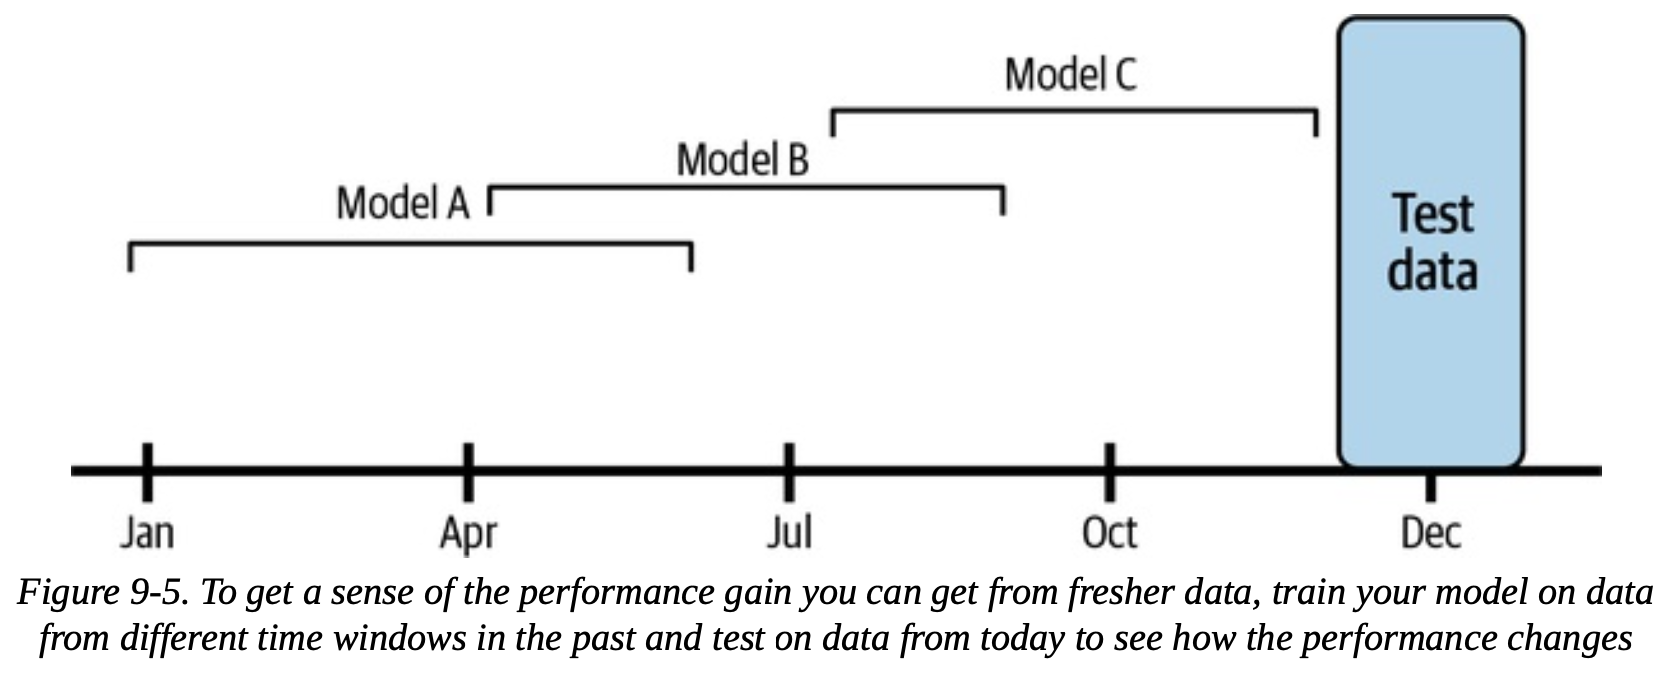 Model C
Model B
Model A
Test
data
Jan Apr Jul Oct Dec
Figure 9-5. To get a sense of the performance gain you can get from fresher data, train your model on data
from different time windows in the past and test on data from today to see how the performance changes